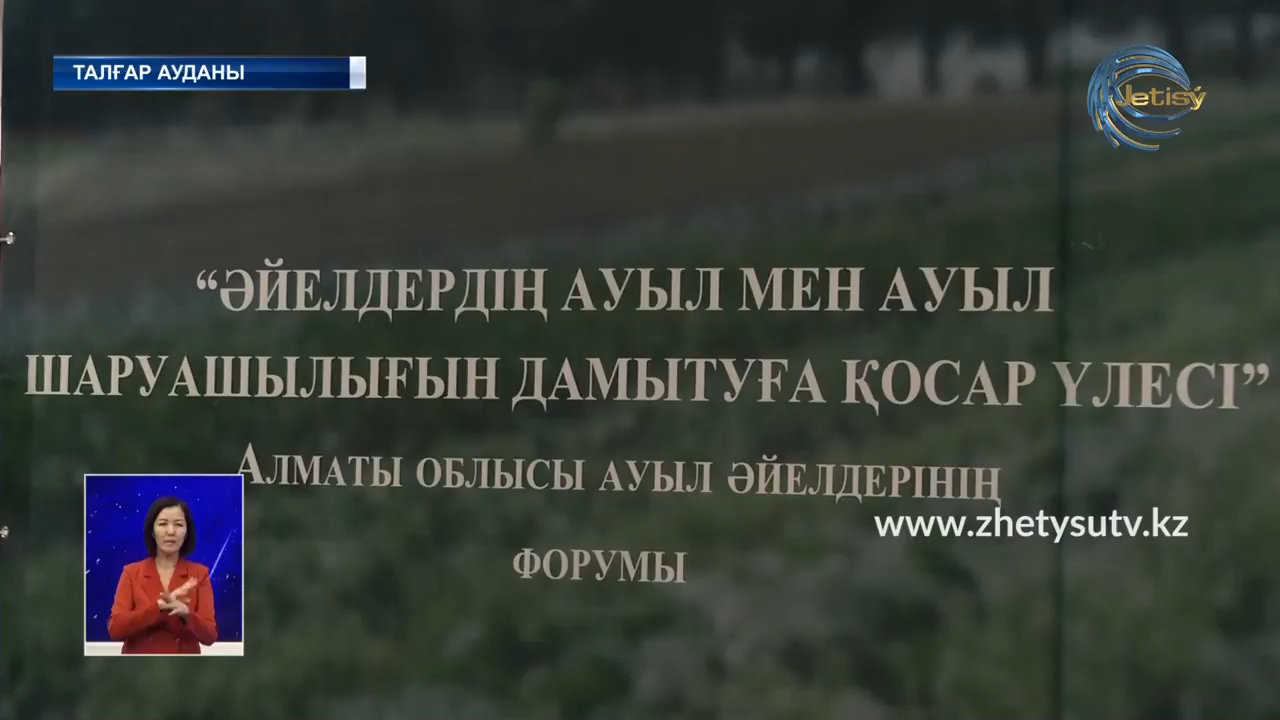 ТАЛҒАР АУДАНЫ
Jetisý
“ӘЙЕЛДЕРДІҢ АУЫЛ МЕН АУЫЛ
ШАРУАШЫЛЫҒЫН ДАМЫТУҒА ҚОСАР ҮЛЕСІ”
АЛМАТЫ ОБЛЫСЫ АУЫЛ ӘЙЕЛДЕРІНІҢ
www.zhetysutv.kz
ФОРУМЫ